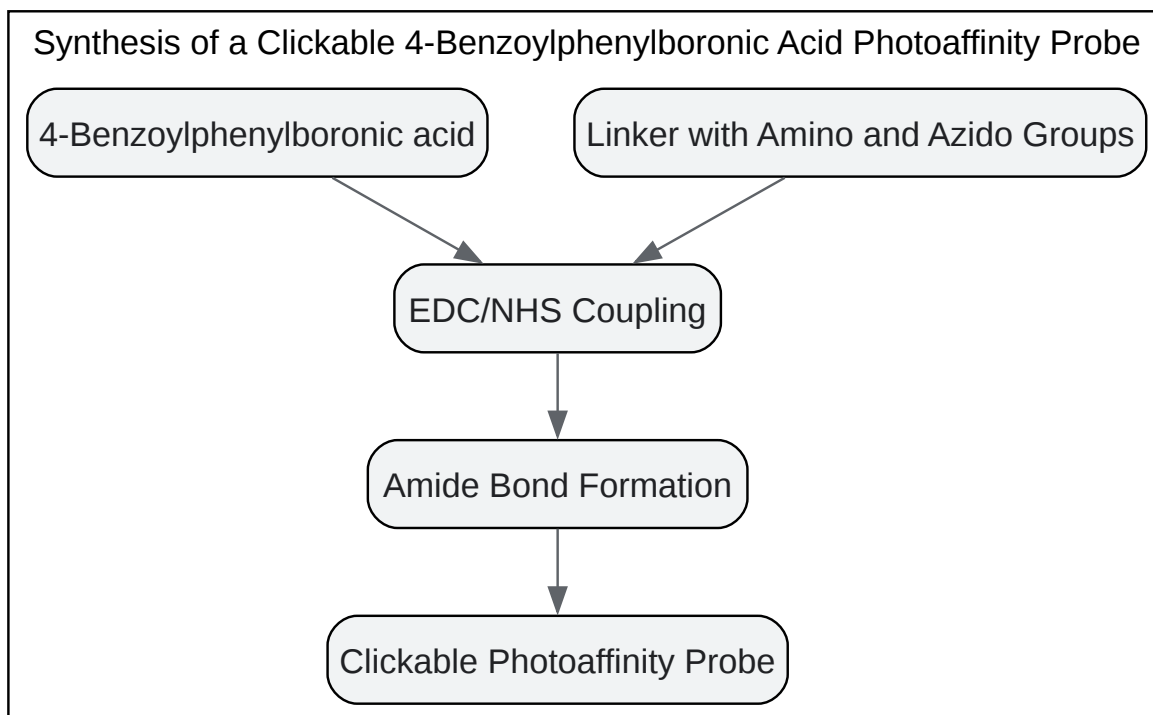 Synthesis of a Clickable 4-Benzoylphenylboronic Acid Photoaffinity Probe
4-Benzoylphenylboronic acid
Linker with Amino and Azido Groups
EDC/NHS Coupling
Amide Bond Formation
Clickable Photoaffinity Probe